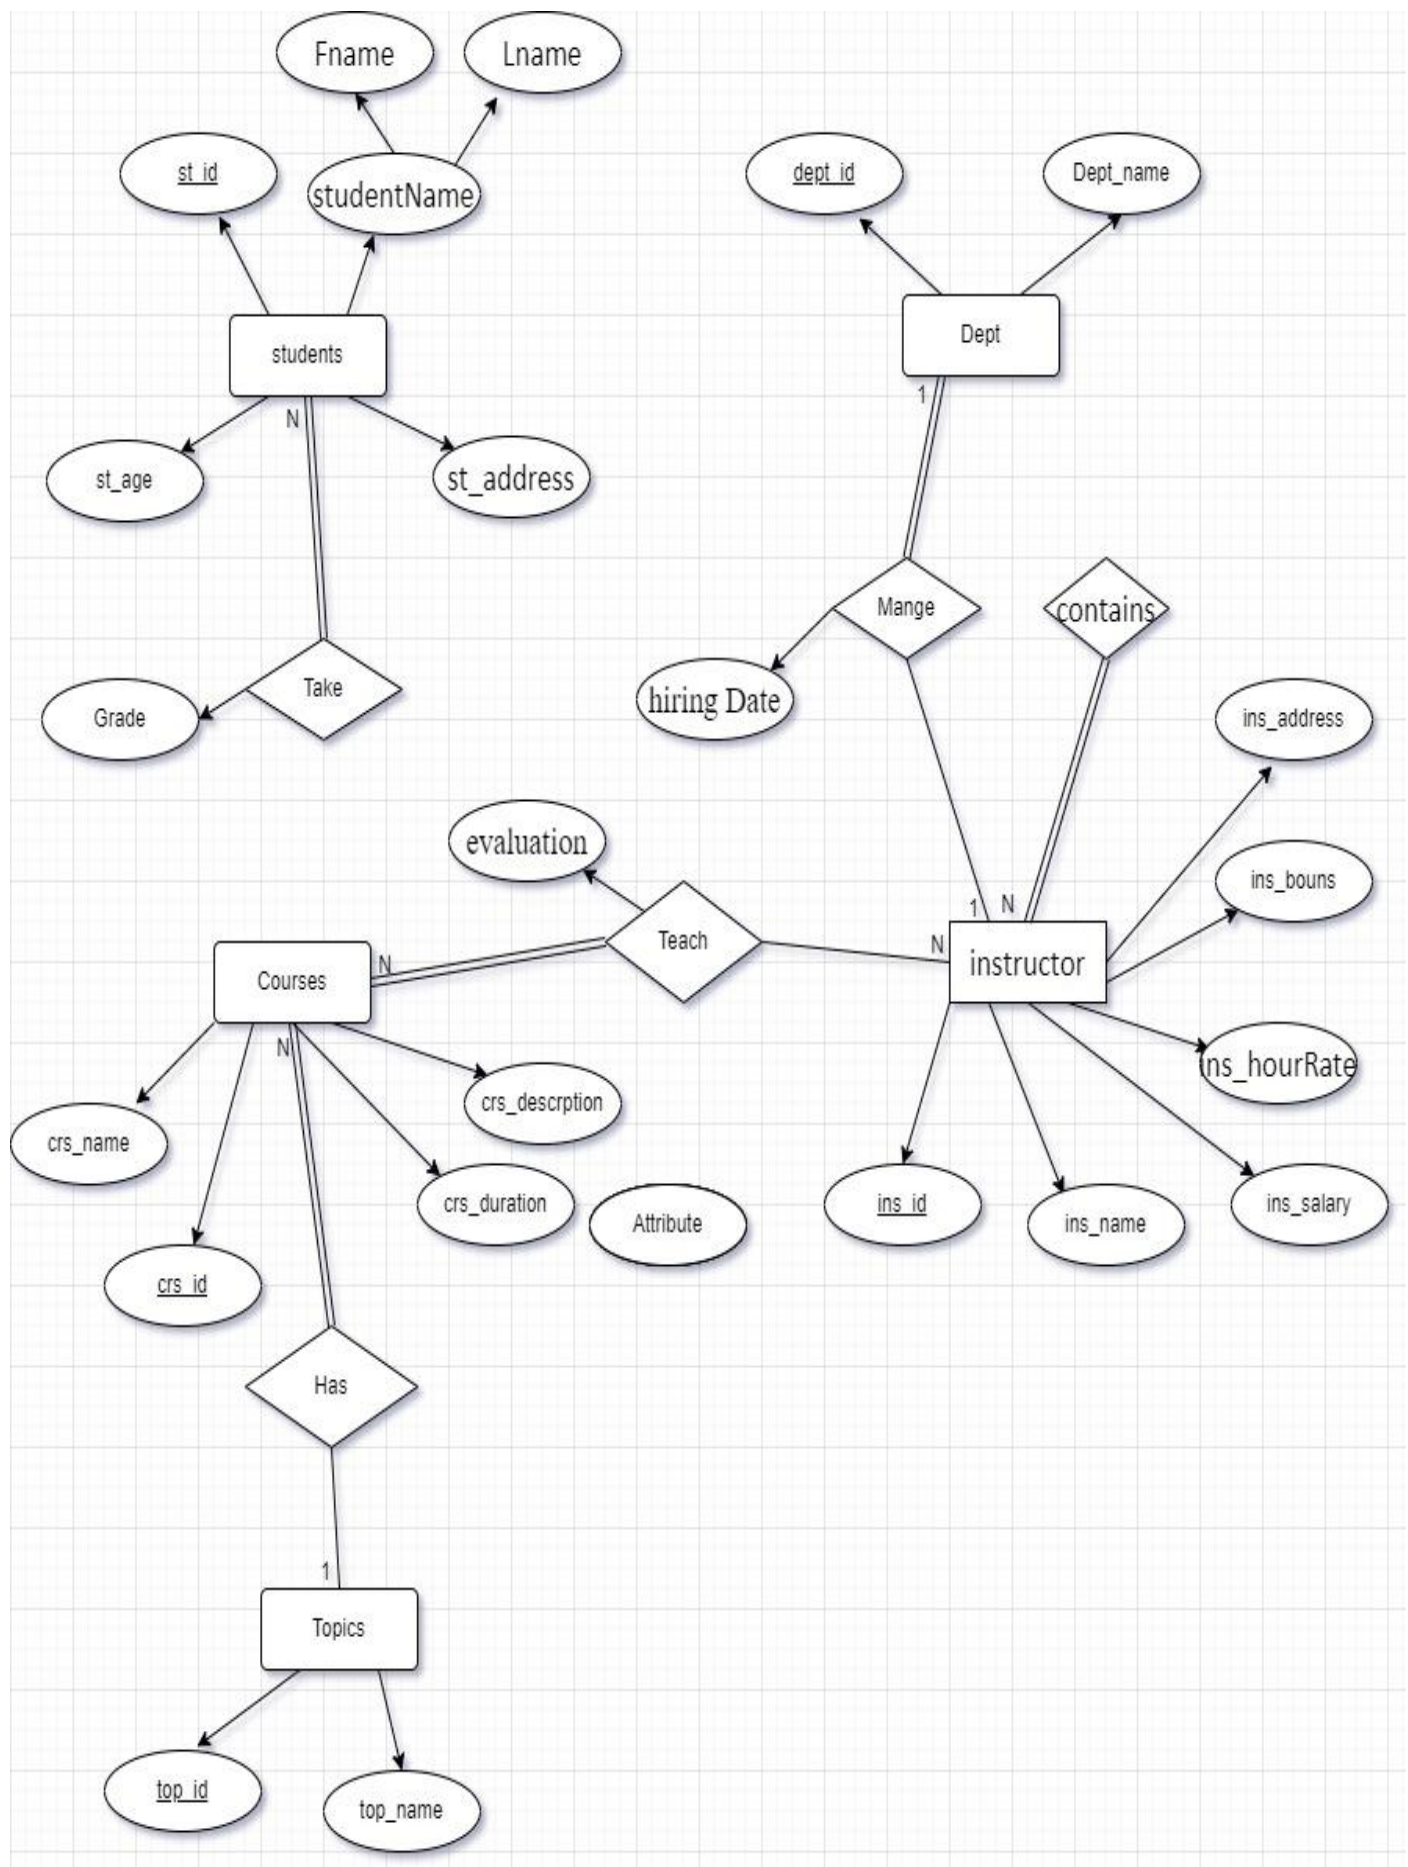 Fname
Lname
st_id
studentName
dept_id
Dept_name
students
Dept
N
1
st_age
st_address
Mange
contains
Take
Grade
hiring Date
ins_address
evaluation
ins_bouns
1
N
Teach
N
N
instructor
Courses
N
ins_hourRate
crs_descrption
crs_name
crs_duration
Attribute
ins_id
ins_name
ins_salary
crs_id
Has
1
Topics
top_id
top_name